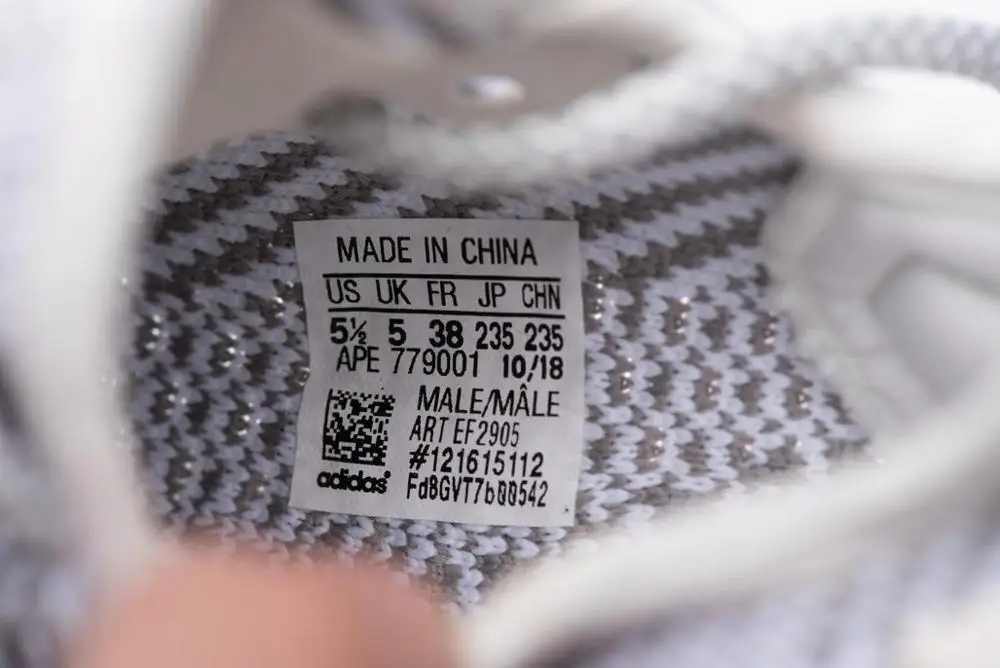 MADE IN CHINA
US UK FR JP CHN
5½ 5 38 235 235
APE 779001 10/18
MALE/MÂLE
ART EF2905
#121615112
Fd8GVT7b00542
adidas